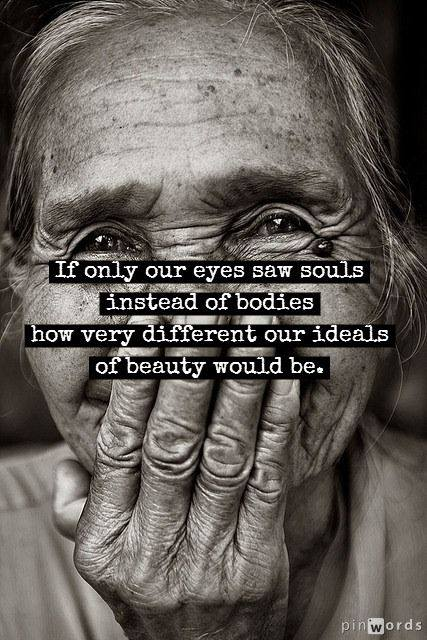 If only our eyes saw souls
instead of bodies
how very different our ideals
of beauty would be.
pinwords